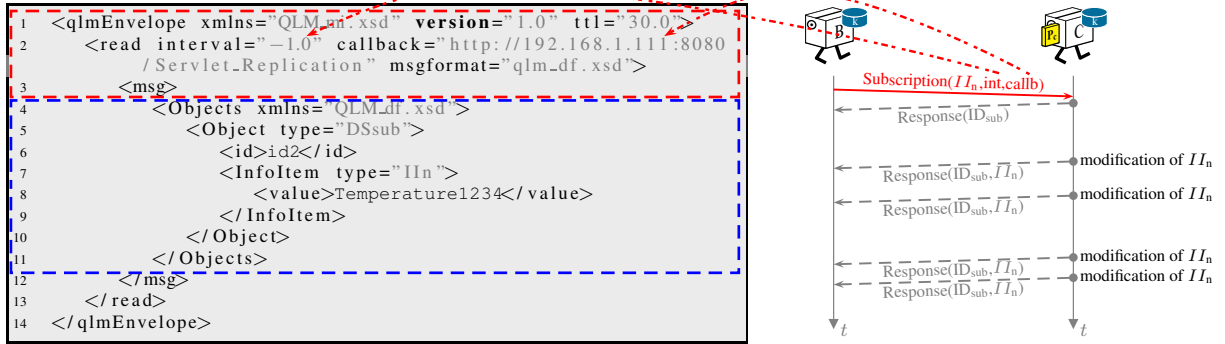 1 <qlmEnvelope xmlns="QLM_mi.xsd" version="1.0" ttl="30.0">
2 <read interval="−1.0" callback="http://192.168.1.111:8080
/Servlet_Replication" msgformat="qlm_df.xsd">
3 <msg>
4 <Objects xmlns="QLM_df.xsd">
5 <Object type="DSsub">
6 <id>id2</id>
7 <InfoItem type="IIn">
8 <value>Temperature1234</value>
9 </InfoItem>
10 </Object>
11 </Objects>
12 </msg>
13 </read>
14 </qlmEnvelope>
B K
Pc C K
Subscription(IIn,int,callb)
Response(IDsub)
modification of IIn
Response(IDsub,IIn)
modification of IIn
Response(IDsub,IIn)
modification of IIn
Response(IDsub,IIn)
modification of IIn
Response(IDsub,IIn)
t t